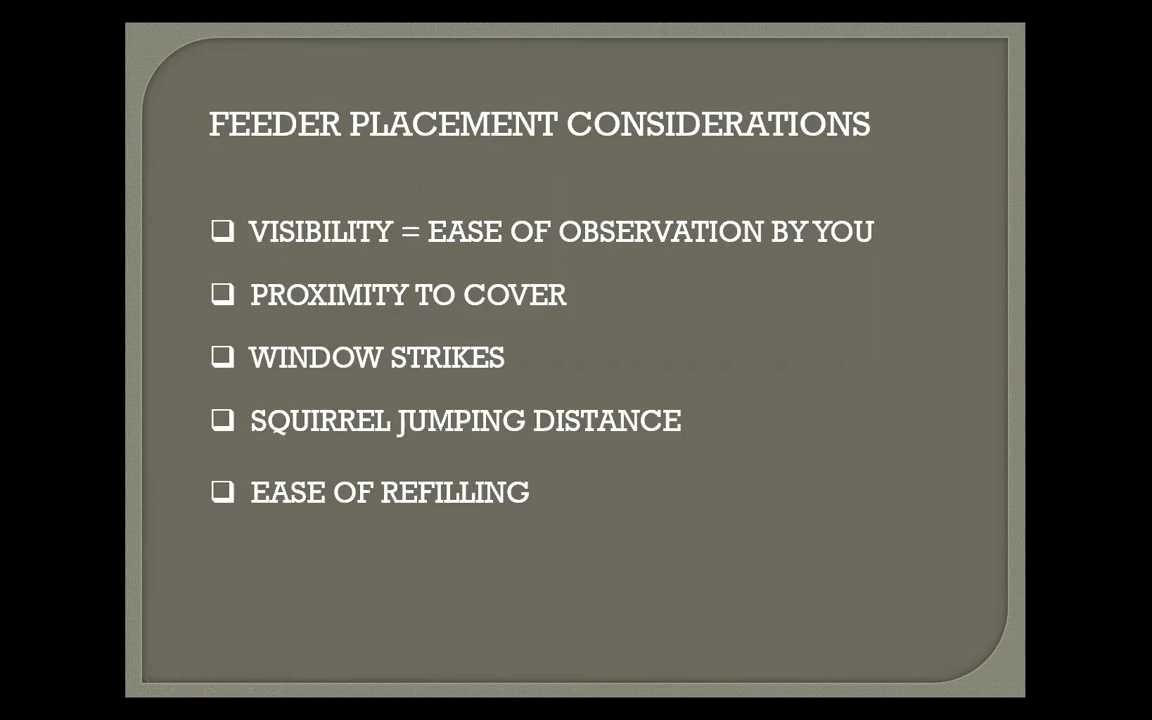 FEEDER PLACEMENT CONSIDERATIONS
❑ VISIBILITY = EASE OF OBSERVATION BY YOU
❑ PROXIMITY TO COVER
❑ WINDOW STRIKES
❑ SQUIRREL JUMPING DISTANCE
❑ EASE OF REFILLING